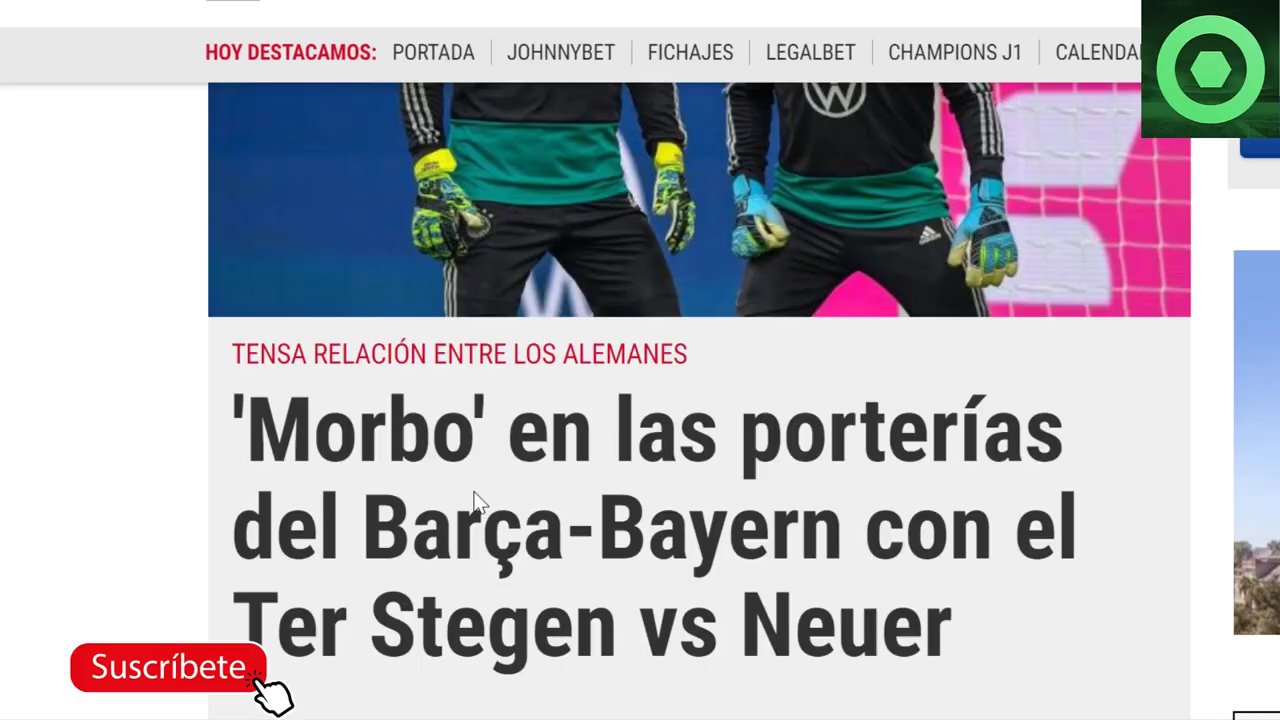 HOY DESTACAMOS: PORTADA JOHNNYBET FICHAJES LEGALBET CHAMPIONS J1
adidas
TENSA RELACIÓN ENTRE LOS ALEMANES
'Morbo' en las porterías
del Barça-Bayern con el
Ter Stegen vs Neuer
Suscríbete